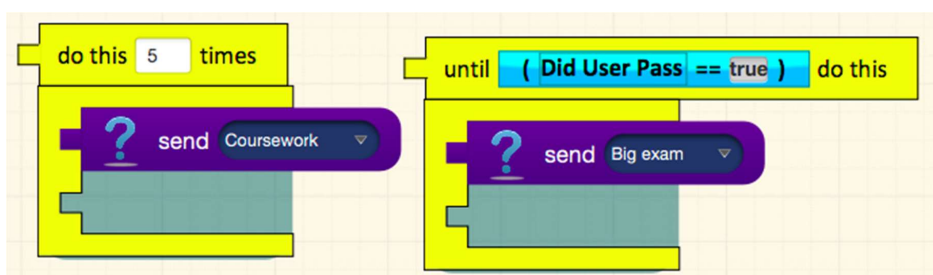 do this 5 times
send Coursework
until ( Did User Pass == true ) do this
send Big exam